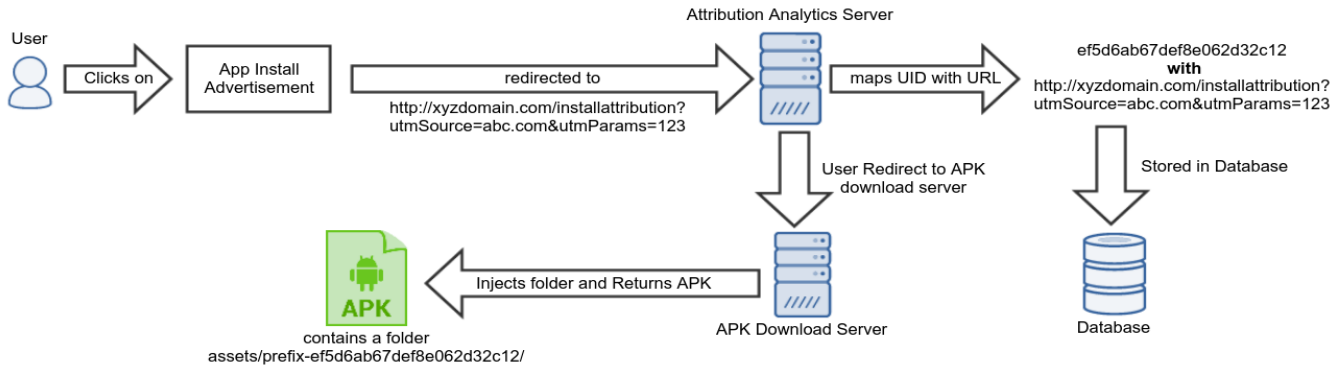 User
Clicks on
App Install
Advertisement
redirected to
http://xyzdomain.com/installattribution?
utmSource=abc.com&utmParams=123
Attribution Analytics Server
maps UID with URL
ef5d6ab67def8e062d32c12
with
http://xyzdomain.com/installattribution?
utmSource=abc.com&utmParams=123
User Redirect to APK
download server
Stored in Database
Database
APK Download Server
Injects folder and Returns APK
APK
contains a folder
assets/prefix-ef5d6ab67def8e062d32c12/